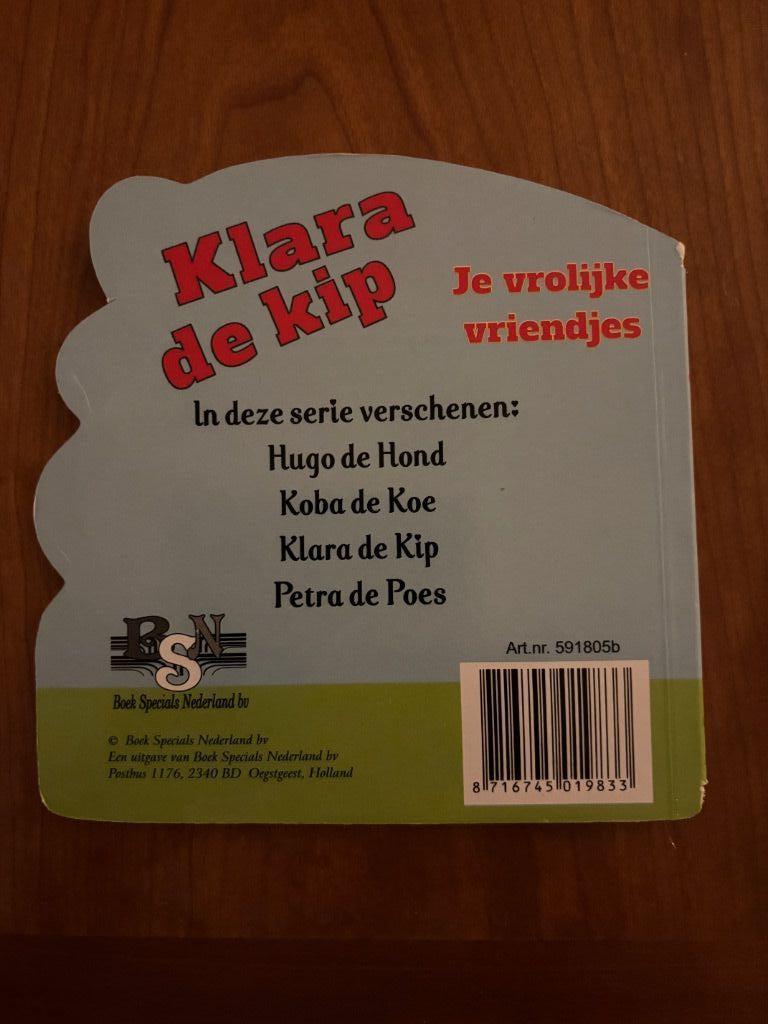 Klara
de kip
Je vrolijke
vriendjes
In deze serie verschenen:
Hugo de Hond
Koba de Koe
Klara de Kip
Petra de Poes
BSN
Boek Specials Nederland bv
© Boek Specials Nederland bv
Een uitgave van Boek Specials Nederland bv
Postbus 1176, 2340 BD Oegstgeest, Holland
Art.nr. 591805b
8 716745 019833